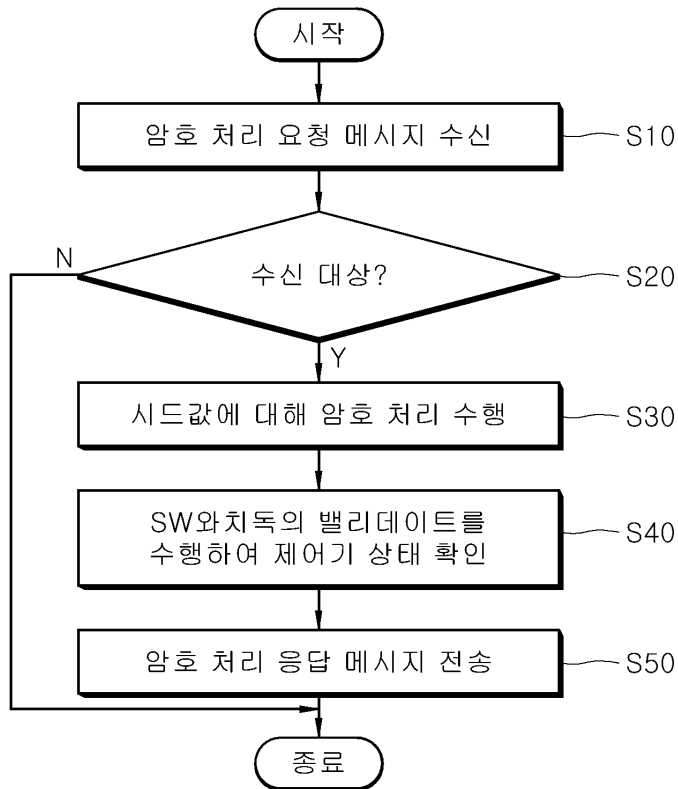 시작
암호 처리 요청 메시지 수신
S10
N
수신 대상?
S20
Y
시드값에 대해 암호 처리 수행
S30
SW와치독의 밸리데이트를
수행하여 제어기 상태 확인
S40
암호 처리 응답 메시지 전송
S50
종료